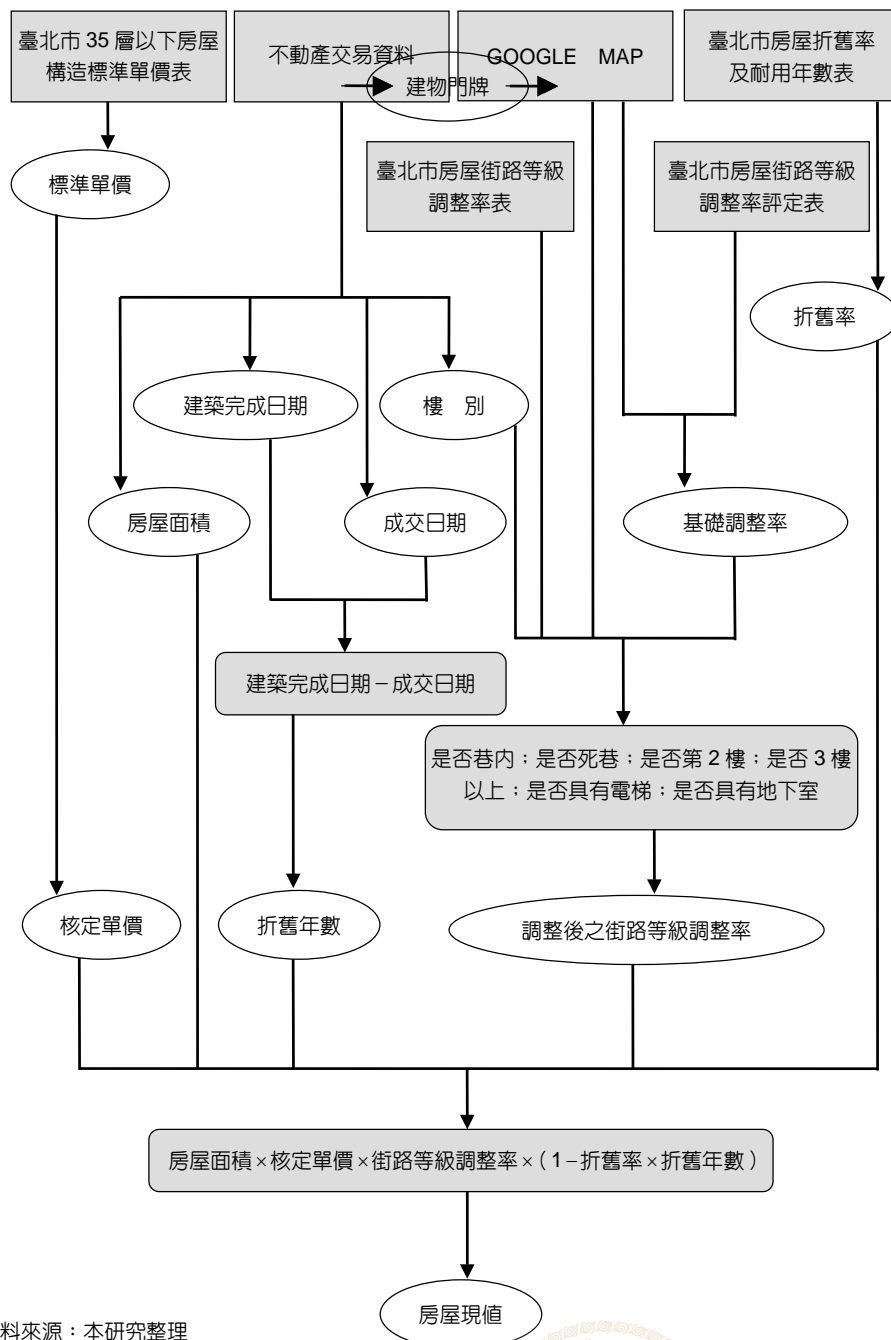 臺北市 35 層以下房屋
構造標準單價表
不動產交易資料
建物門牌
GOOGLE MAP
臺北市房屋折舊率
及耐用年數表
標準單價
臺北市房屋街路等級
調整率表
臺北市房屋街路等級
調整率評定表
折舊率
建築完成日期
樓 別
房屋面積
成交日期
基礎調整率
建築完成日期－成交日期
是否巷內；是否死巷；是否第 2 樓；是否 3 樓
以上；是否具有電梯；是否具有地下室
核定單價
折舊年數
調整後之街路等級調整率
房屋面積×核定單價×街路等級調整率×（1－折舊率×折舊年數）
房屋現值
料來源：本研究整理